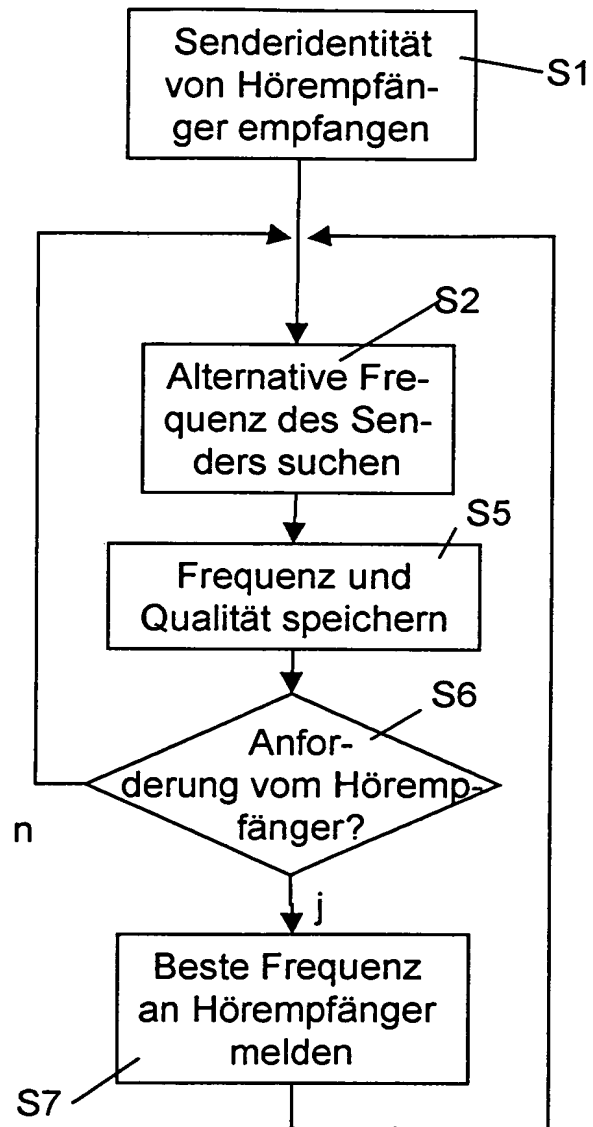 Senderidentität
von Hörempfän-
ger empfangen
S1
S2
Alternative Fre-
quenz des Sen-
ders suchen
S5
Frequenz und
Qualität speichern
S6
Anfor-
derung vom Höremp-
fänger?
n
j
Beste Frequenz
an Hörempfänger
melden
S7